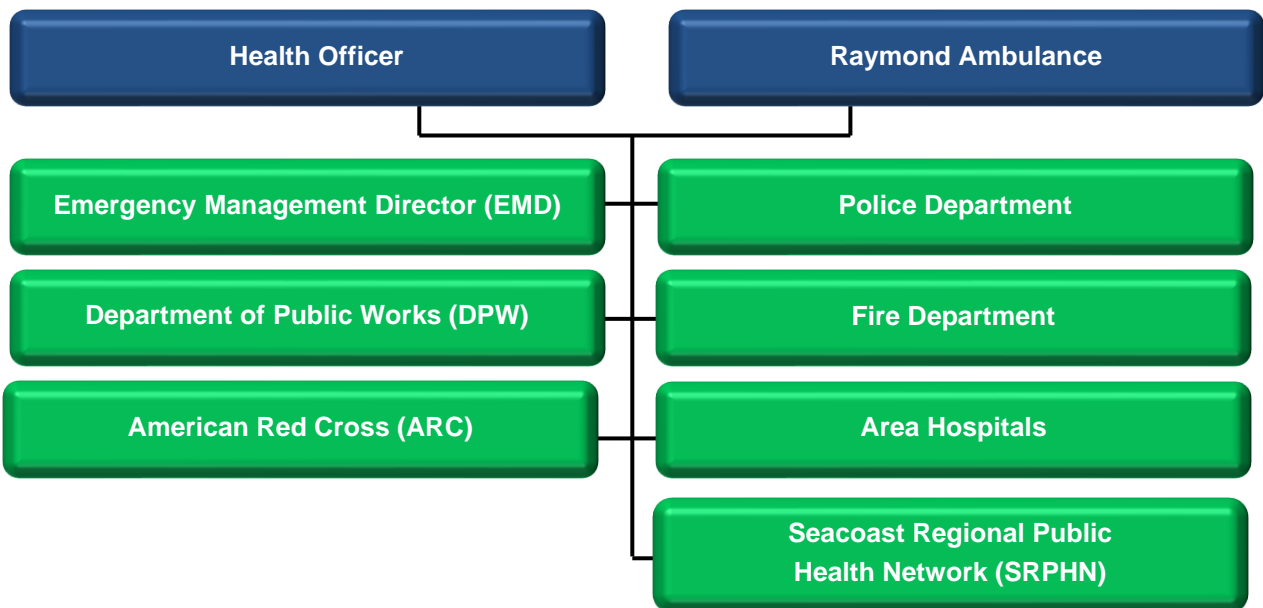 Health Officer
Raymond Ambulance
Emergency Management Director (EMD)
Police Department
Department of Public Works (DPW)
Fire Department
American Red Cross (ARC)
Area Hospitals
Seacoast Regional Public
Health Network (SRPHN)